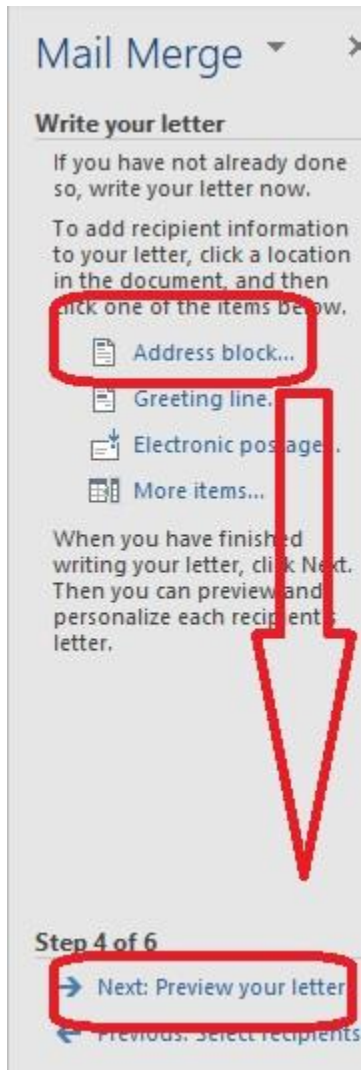 Mail Merge
Write your letter
If you have not already done
so, write your letter now.
To add recipient information
to your letter, click a location
in the document, and then
click one of the items below.
Address block...
Greeting line...
Electronic postage...
More items...
When you have finished
writing your letter, click Next.
Then you can preview and
personalize each recipient's
letter.
Step 4 of 6
Next: Preview your letter
Previous: Select recipients